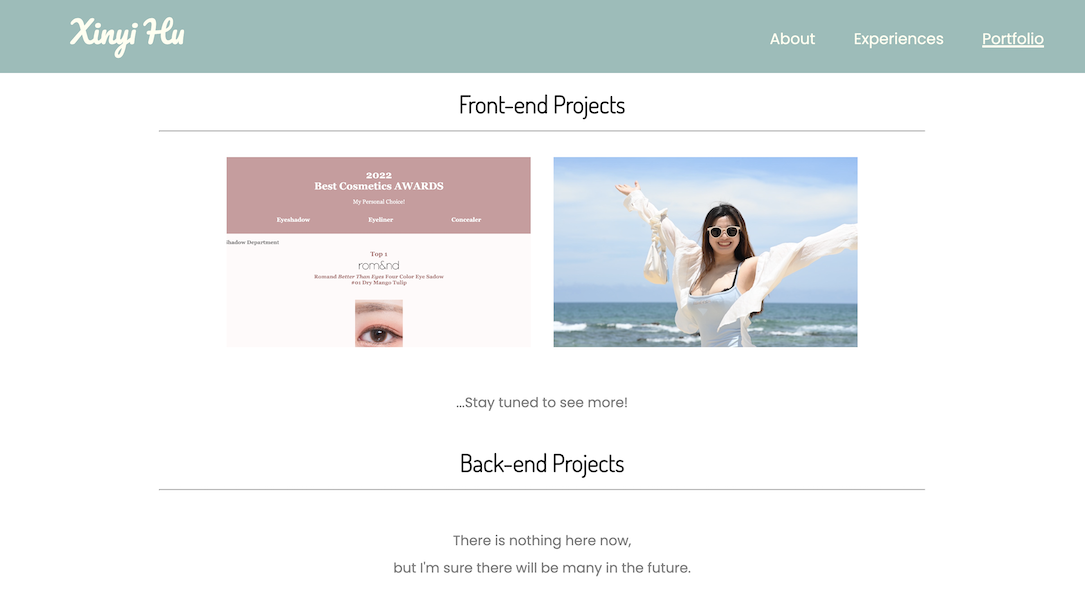 Xinyi Hu
About Experiences Portfolio
Front-end Projects
2022
Best Cosmetics AWARDS
My Personal Choice!
Eyeshadow Eyeliner Concealer
hadow Department
Top 1
rom&nd
Romand Better Than Eyes Four Color Eye Sadow
#01 Dry Mango Tulip
...Stay tuned to see more!
Back-end Projects
There is nothing here now,
but I'm sure there will be many in the future.